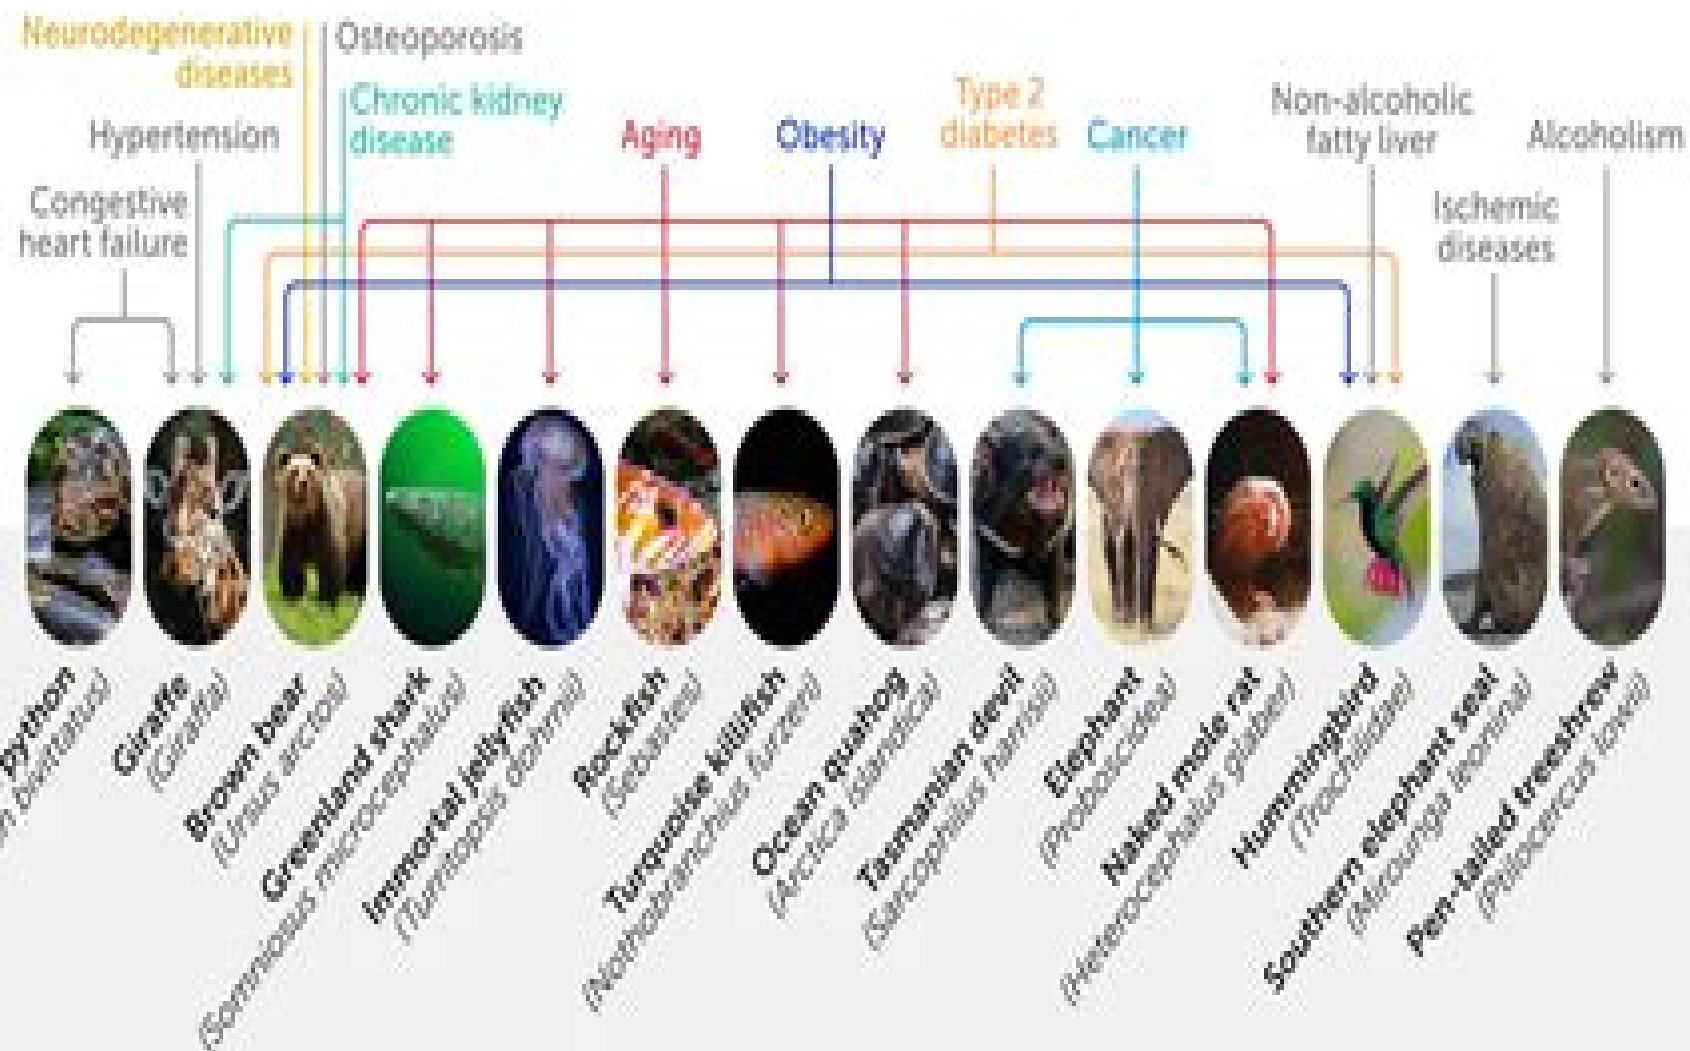 Neurodegenerative
diseases
Osteoporosis
Chronic kidney
disease
Hypertension
Congestive
heart failure
Aging
Obesity
Type 2
diabetes
Cancer
Non-alcoholic
fatty liver
Ischemic
diseases
Alcoholism
python
bivittatus)
Giraffe
(Giraffa)
Brown bear
(Ursus arctos)
Greenland shark
(Somniosus microcephalus)
Immortal jellyfish
(Turritopsis dohrnii)
Rockfish
(Sebastes)
Turquoise killifish
(Nothobranchius furzeri)
Ocean quahog
(Arctica islandica)
Tasmanian devil
(Sarcophilus harrisii)
Elephant
(Proboscidea)
Naked mole rat
(Heterocephalus glaber)
Hummingbird
(Trochilidae)
Southern elephant seal
(Mirounga leonina)
Pen-tailed treeshrew
(Ptilocercus lowii)